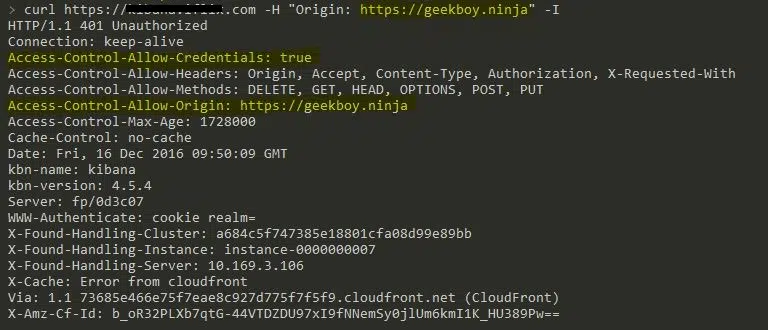 > curl https:// .com -H "Origin: https://geekboy.ninja" -I
HTTP/1.1 401 Unauthorized
Connection: keep-alive
Access-Control-Allow-Credentials: true
Access-Control-Allow-Headers: Origin, Accept, Content-Type, Authorization, X-Requested-With
Access-Control-Allow-Methods: DELETE, GET, HEAD, OPTIONS, POST, PUT
Access-Control-Allow-Origin: https://geekboy.ninja
Access-Control-Max-Age: 1728000
Cache-Control: no-cache
Date: Fri, 16 Dec 2016 09:50:09 GMT
kbn-name: kibana
kbn-version: 4.5.4
Server: fp/0d3c07
WWW-Authenticate: cookie realm=
X-Found-Handling-Cluster: a684c5f747385e18801cfa08d99e89bb
X-Found-Handling-Instance: instance-0000000007
X-Found-Handling-Server: 10.169.3.106
X-Cache: Error from cloudfront
Via: 1.1 73685e466e75f7eae8c927d775f7f5f9.cloudfront.net (CloudFront)
X-Amz-Cf-Id: b_oR32PLXb7qtG-44VTDZDU97xI9fNNemSy0jlUm6kmI1K_HU389Pw==